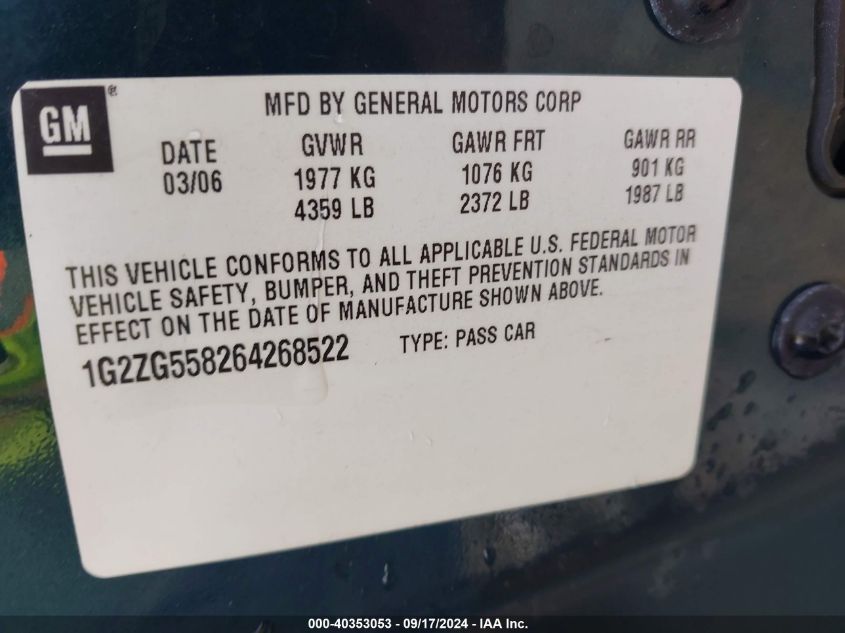 GM ®
MFD BY GENERAL MOTORS CORP
DATE GVWR GAWR FRT GAWR RR
03/06 1977 KG 1076 KG 901 KG
4359 LB 2372 LB 1987 LB
THIS VEHICLE CONFORMS TO ALL APPLICABLE U.S. FEDERAL MOTOR
VEHICLE SAFETY, BUMPER, AND THEFT PREVENTION STANDARDS IN
EFFECT ON THE DATE OF MANUFACTURE SHOWN ABOVE.
1G2ZG558264268522 TYPE: PASS CAR
000-40353053 - 09/17/2024 - IAA Inc.